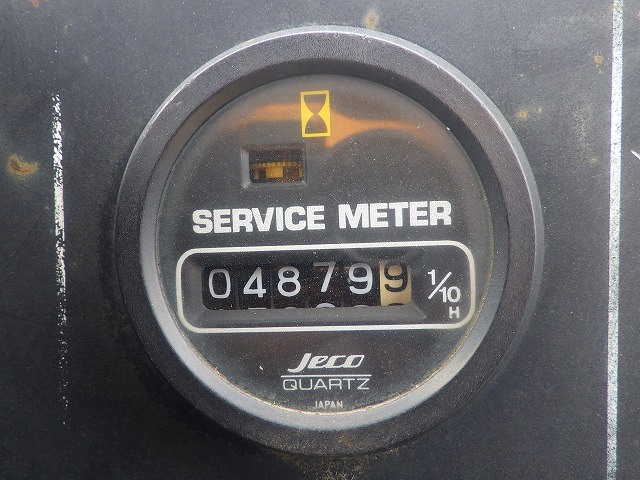 SERVICE METER
048799 1/10
H
Jeco
QUARTZ
JAPAN